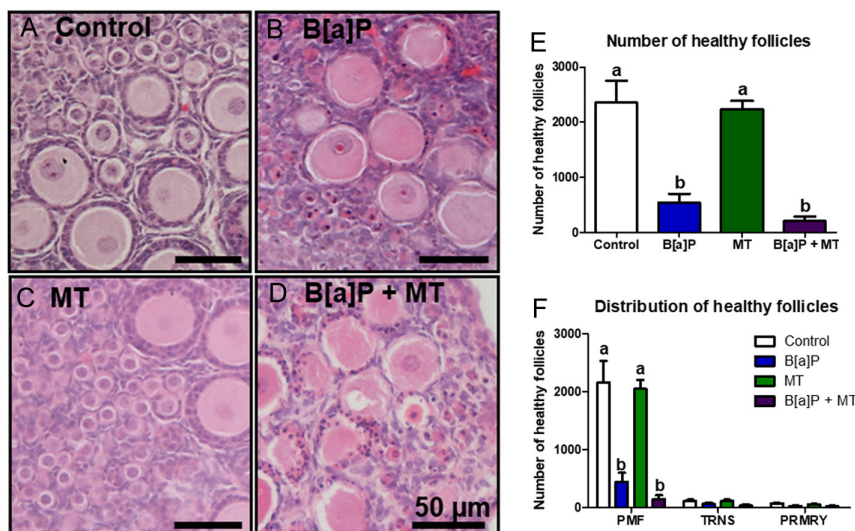 A Control
B B[a]P
C MT
D B[a]P + MT
50 µm
E
Number of healthy follicles
Number of healthy follicles
3000
2000
1000
0
a
b
a
b
Control
B[a]P
MT
B[a]P + MT
F
Distribution of healthy follicles
Number of healthy follicles
3000
2000
1000
0
a
b
a
b
Control
B[a]P
MT
B[a]P + MT
PMF
TRNS
PRMRY